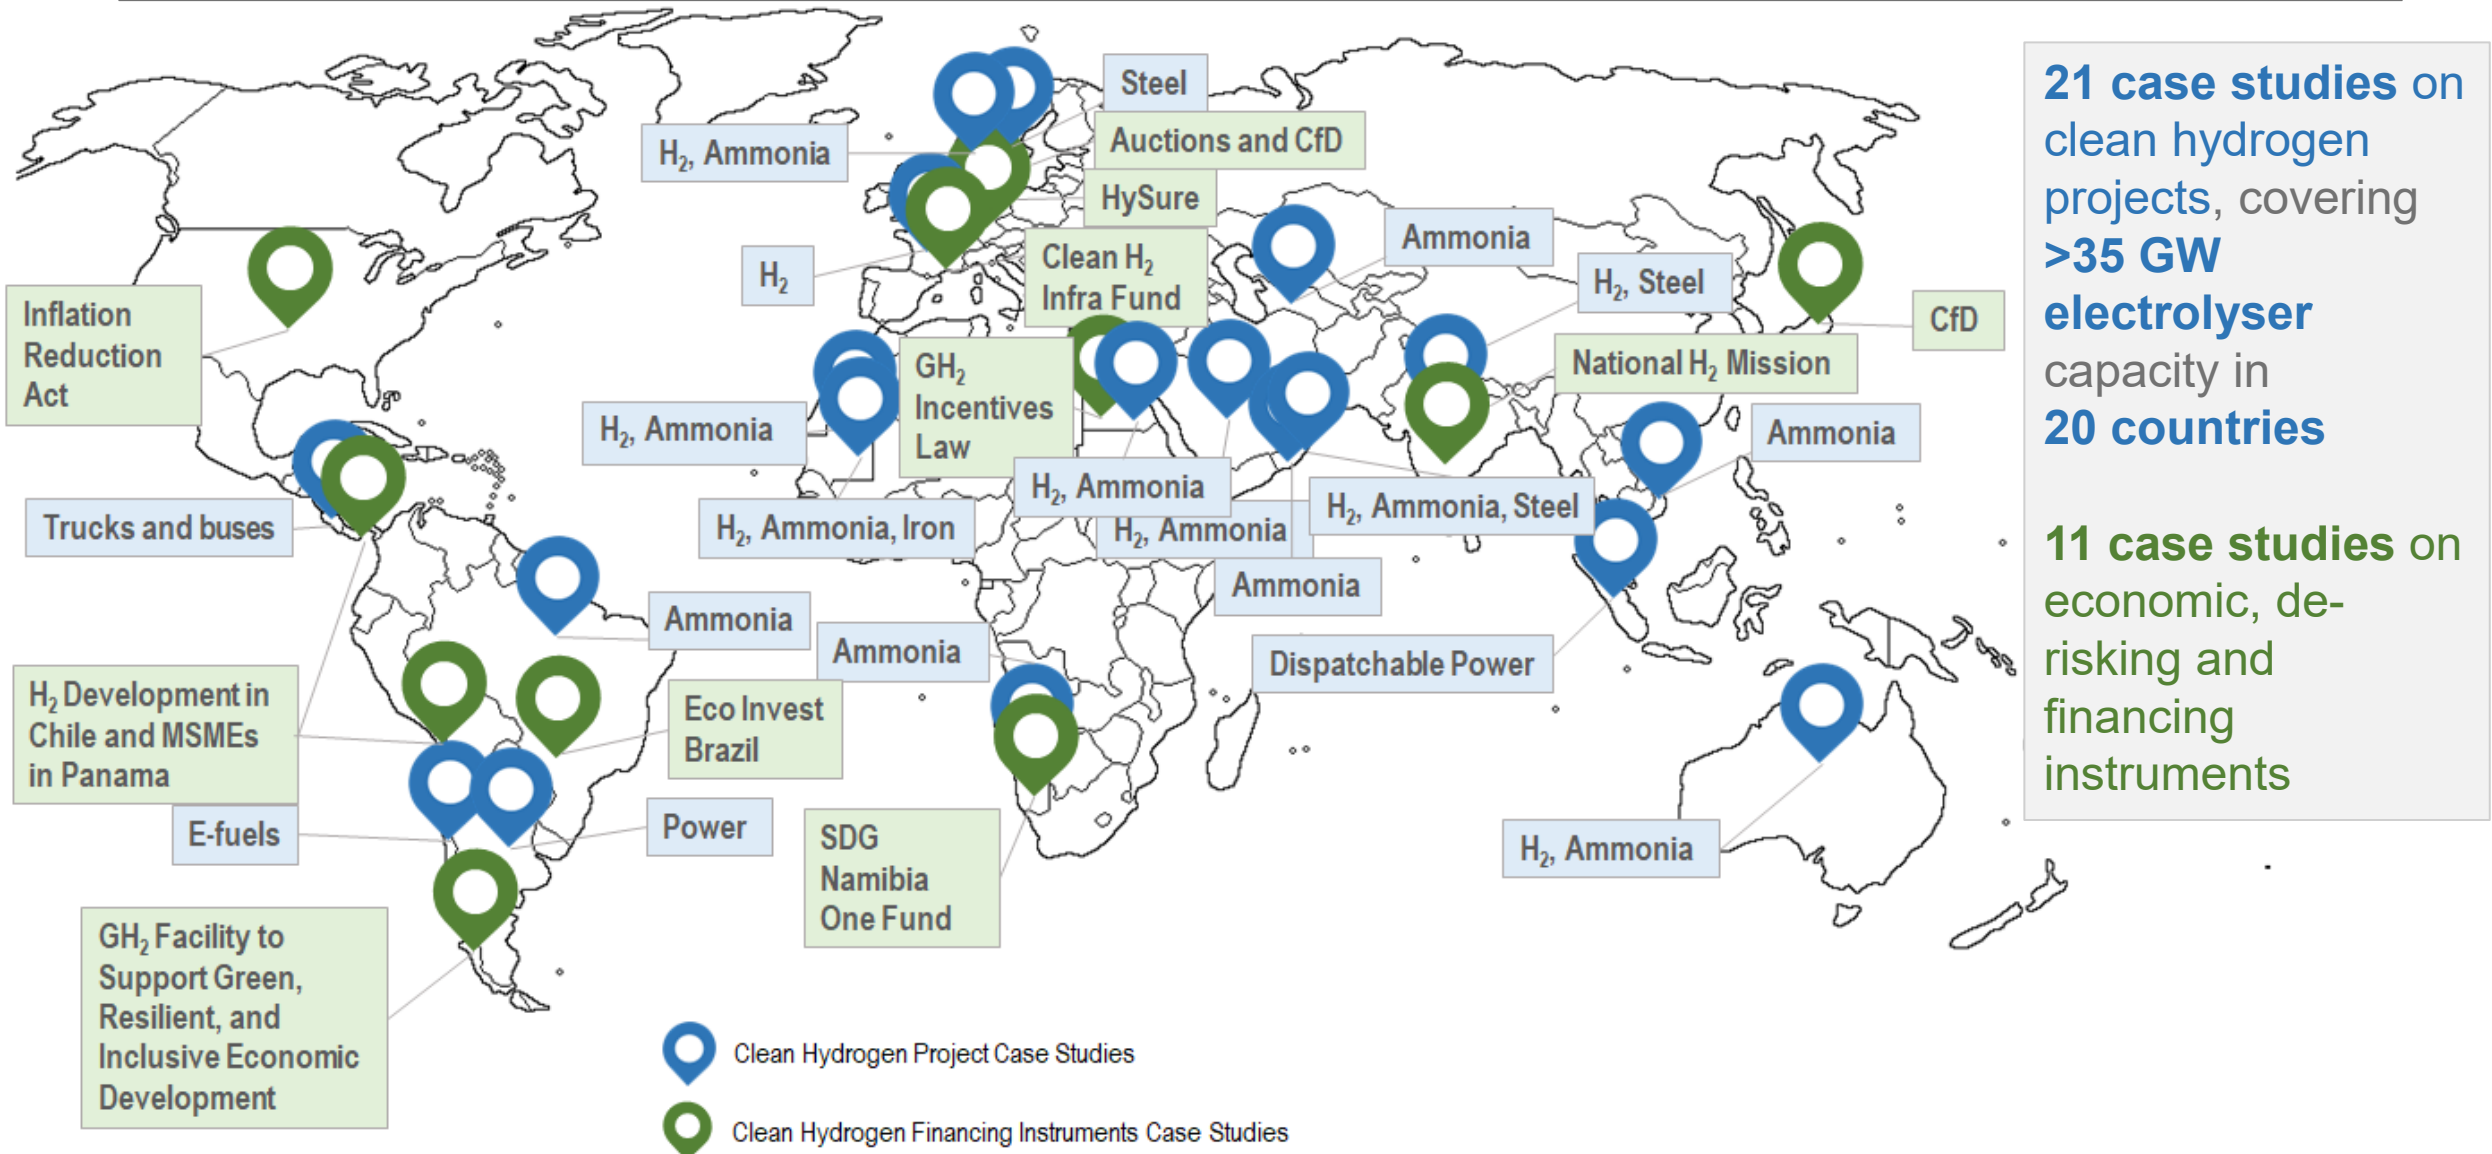 Steel
H₂, Ammonia
Auctions and CfD
HySure
H₂
Clean H₂
Infra Fund
Ammonia
H₂, Steel
CfD
National H₂ Mission
Inflation
Reduction
Act
GH₂
Incentives
Law
H₂, Ammonia
Ammonia
H₂, Ammonia
H₂, Ammonia, Steel
Trucks and buses
H₂, Ammonia, Iron
H₂, Ammonia
Ammonia
Ammonia
Ammonia
Dispatchable Power
H₂ Development in
Chile and MSMEs
in Panama
Eco Invest
Brazil
E-fuels
Power
SDG
Namibia
One Fund
H₂, Ammonia
GH₂ Facility to
Support Green,
Resilient, and
Inclusive Economic
Development
Clean Hydrogen Project Case Studies
Clean Hydrogen Financing Instruments Case Studies
21 case studies on
clean hydrogen
projects, covering
>35 GW
electrolyser
capacity in
20 countries
11 case studies on
economic, de-
risking and
financing
instruments